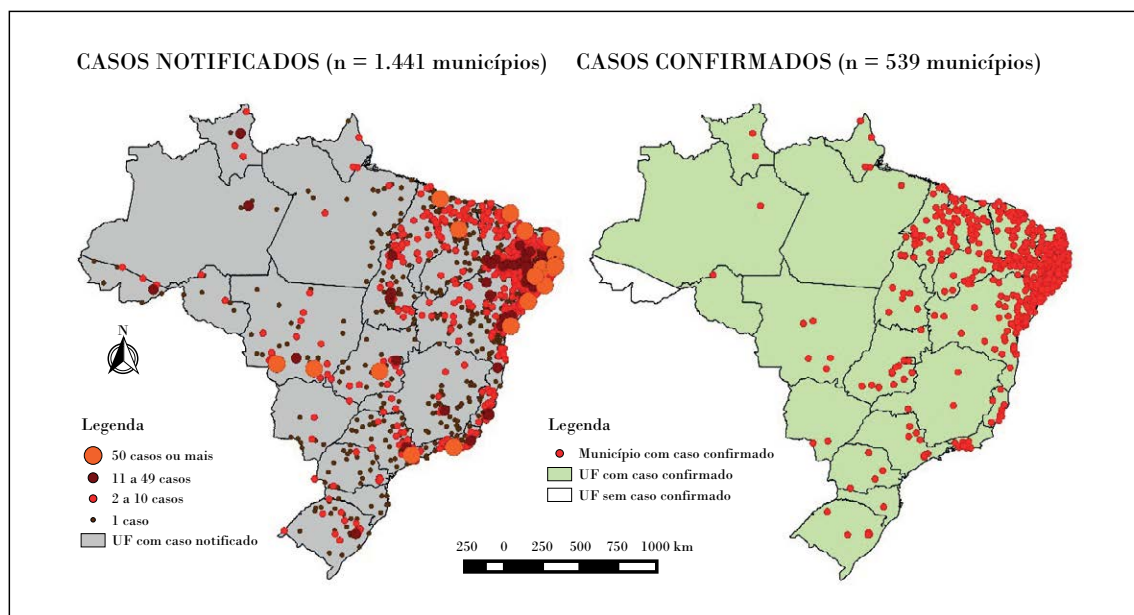 CASOS NOTIFICADOS (n = 1.441 municípios)
CASOS CONFIRMADOS (n = 539 municípios)
N
Legenda
50 casos ou mais
11 a 49 casos
2 a 10 casos
1 caso
UF com caso notificado
Legenda
Município com caso confirmado
UF com caso confirmado
UF sem caso confirmado
250 0 250 500 750 1000 km